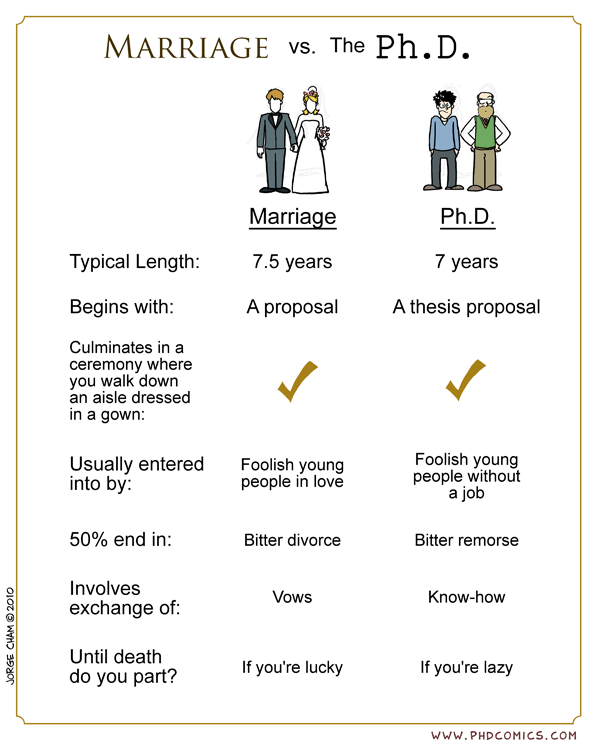 MARRIAGE vs. The Ph.D.
Marriage Ph.D.
Typical Length: 7.5 years 7 years
Begins with: A proposal A thesis proposal
Culminates in a
ceremony where
you walk down
an aisle dressed
in a gown:
Usually entered
into by:
Foolish young
people in love
Foolish young
people without
a job
50% end in: Bitter divorce Bitter remorse
Involves
exchange of:
Vows Know-how
Until death
do you part?
If you're lucky If you're lazy
JORGE CHAM © 2010
WWW.PHDCOMICS.COM